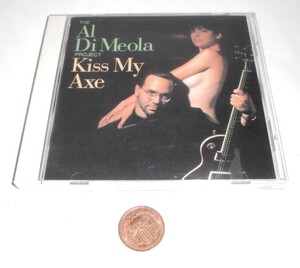 THE
Al
Di Meola
PROJECT
Kiss My
Axe